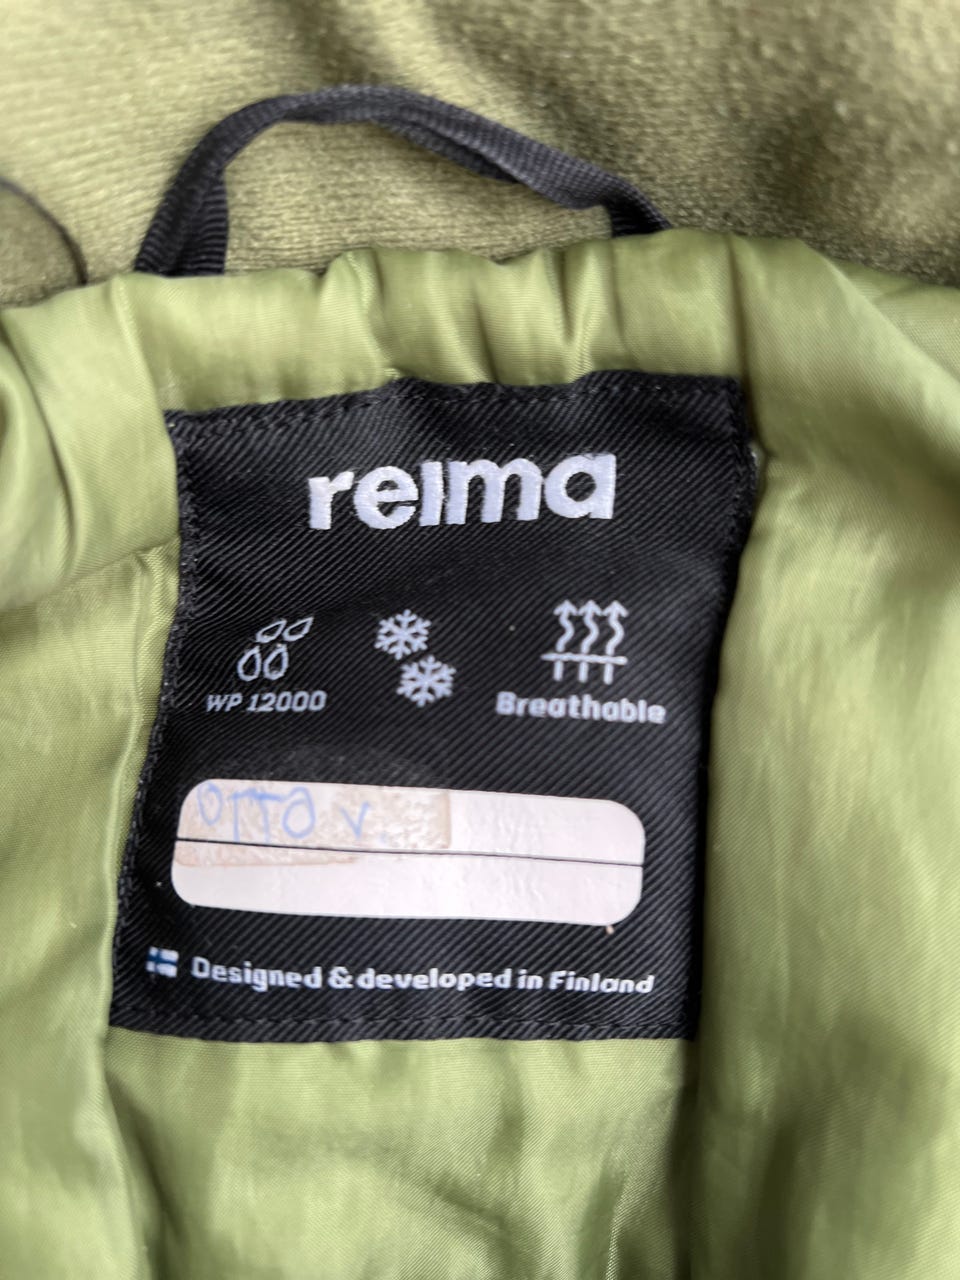 reima
WP 12000
Breathable
OTTO V.
Designed & developed in Finland